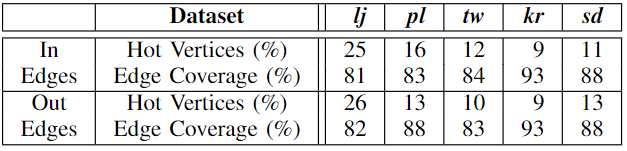 Dataset lj pl tw kr sd
In Hot Vertices (%) 25 16 12 9 11
Edges Edge Coverage (%) 81 83 84 93 88
Out Hot Vertices (%) 26 13 10 9 13
Edges Edge Coverage (%) 82 88 83 93 88